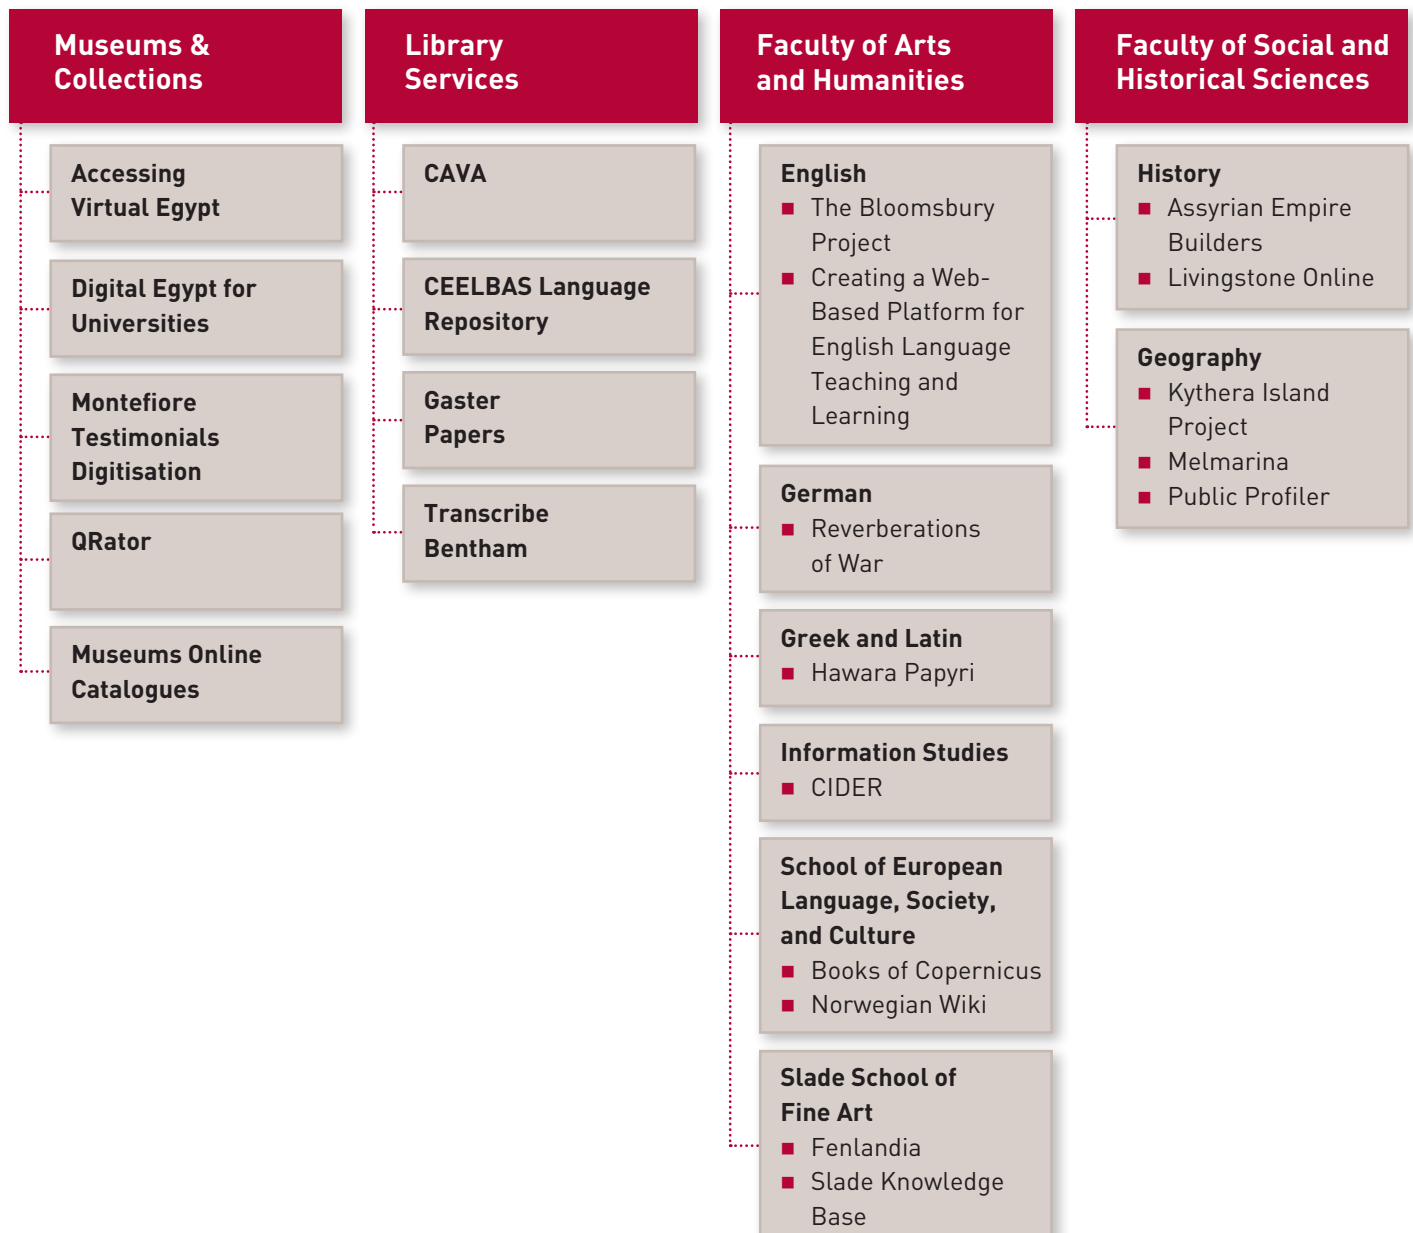 Museums &
Collections
Accessing
Virtual Egypt
Digital Egypt for
Universities
Montefiore
Testimonials
Digitisation
QRator
Museums Online
Catalogues
Library
Services
CAVA
CEELBAS Language
Repository
Gaster
Papers
Transcribe
Bentham
Faculty of Arts
and Humanities
English
■ The Bloomsbury
Project
■ Creating a Web-
Based Platform for
English Language
Teaching and
Learning
German
■ Reverberations
of War
Greek and Latin
■ Hawara Papyri
Information Studies
■ CIDER
School of European
Language, Society,
and Culture
■ Books of Copernicus
■ Norwegian Wiki
Slade School of
Fine Art
■ Fenlandia
■ Slade Knowledge
Base
Faculty of Social and
Historical Sciences
History
■ Assyrian Empire
Builders
■ Livingstone Online
Geography
■ Kythera Island
Project
■ Melmarina
■ Public Profiler